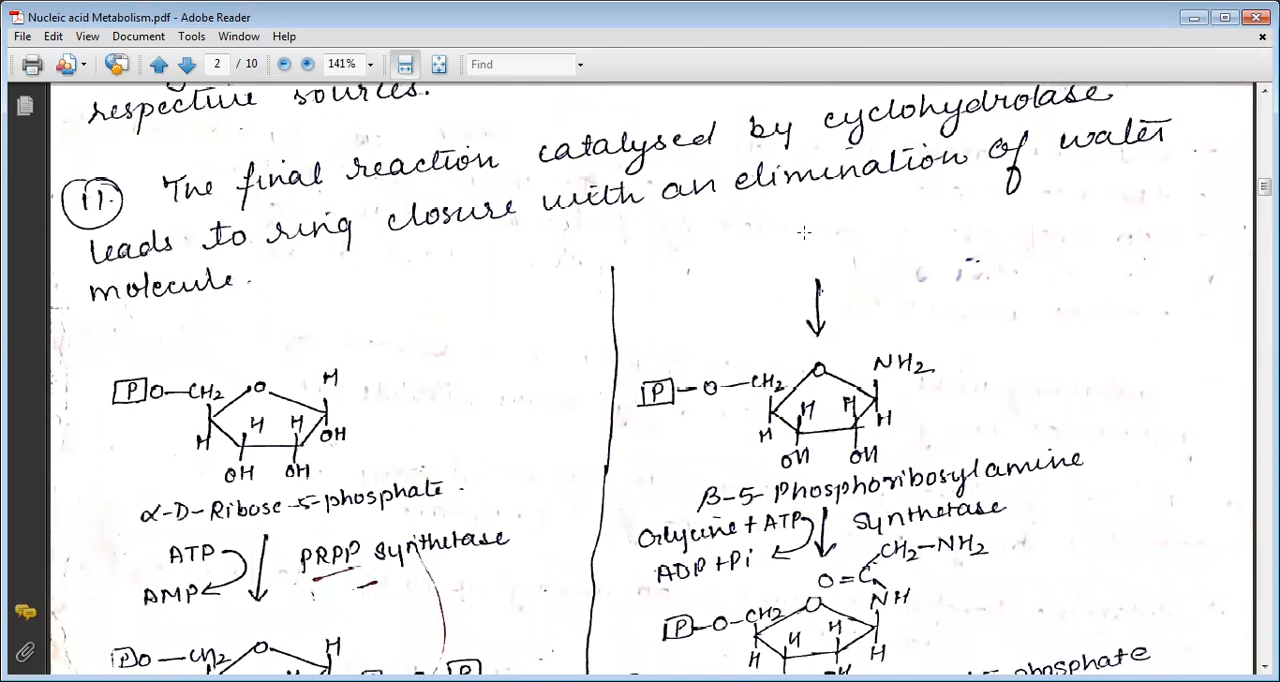 Nucleic acid Metabolism.pdf - Adobe Reader
File Edit View Document Tools Window Help
2 / 10 141% Find
respective sources.
11. The final reaction catalysed by cyclohydrolase
leads to ring closure with an elimination of water
molecule.
P O-CH2 O H
H H H OH
OH OH
α-D-Ribose-5-phosphate.
ATP
AMP
PRPP synthetase
P O-CH2 O H
P
P-O-CH2 O NH2
H H H H
OH OH
β-5-Phosphoribosylamine
Glycine + ATP
ADP + Pi
synthetase
CH2-NH2
O=C
NH
P-O-CH2 O
H H H H
5-phosphate